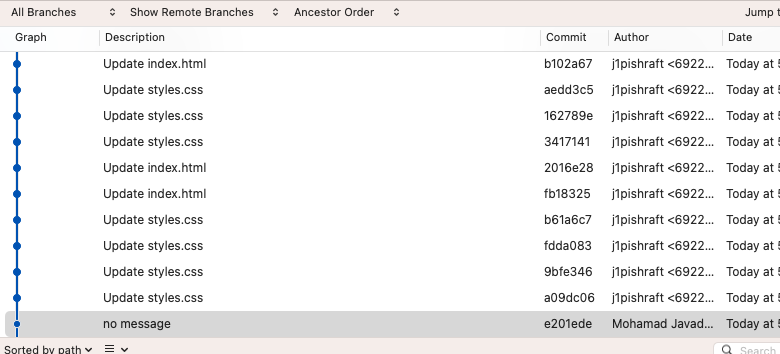 All Branches Show Remote Branches Ancestor Order Jump t
Graph Description Commit Author Date
Update index.html b102a67 j1pishraft <6922... Today at 5
Update styles.css aedd3c5 j1pishraft <6922... Today at 5
Update styles.css 162789e j1pishraft <6922... Today at 5
Update styles.css 3417141 j1pishraft <6922... Today at 5
Update index.html 2016e28 j1pishraft <6922... Today at 5
Update index.html fb18325 j1pishraft <6922... Today at 5
Update styles.css b61a6c7 j1pishraft <6922... Today at 5
Update styles.css fdda083 j1pishraft <6922... Today at 5
Update styles.css 9bfe346 j1pishraft <6922... Today at 5
Update styles.css a09dc06 j1pishraft <6922... Today at 5
no message e201ede Mohamad Javad... Today at 5
Sorted by path Search